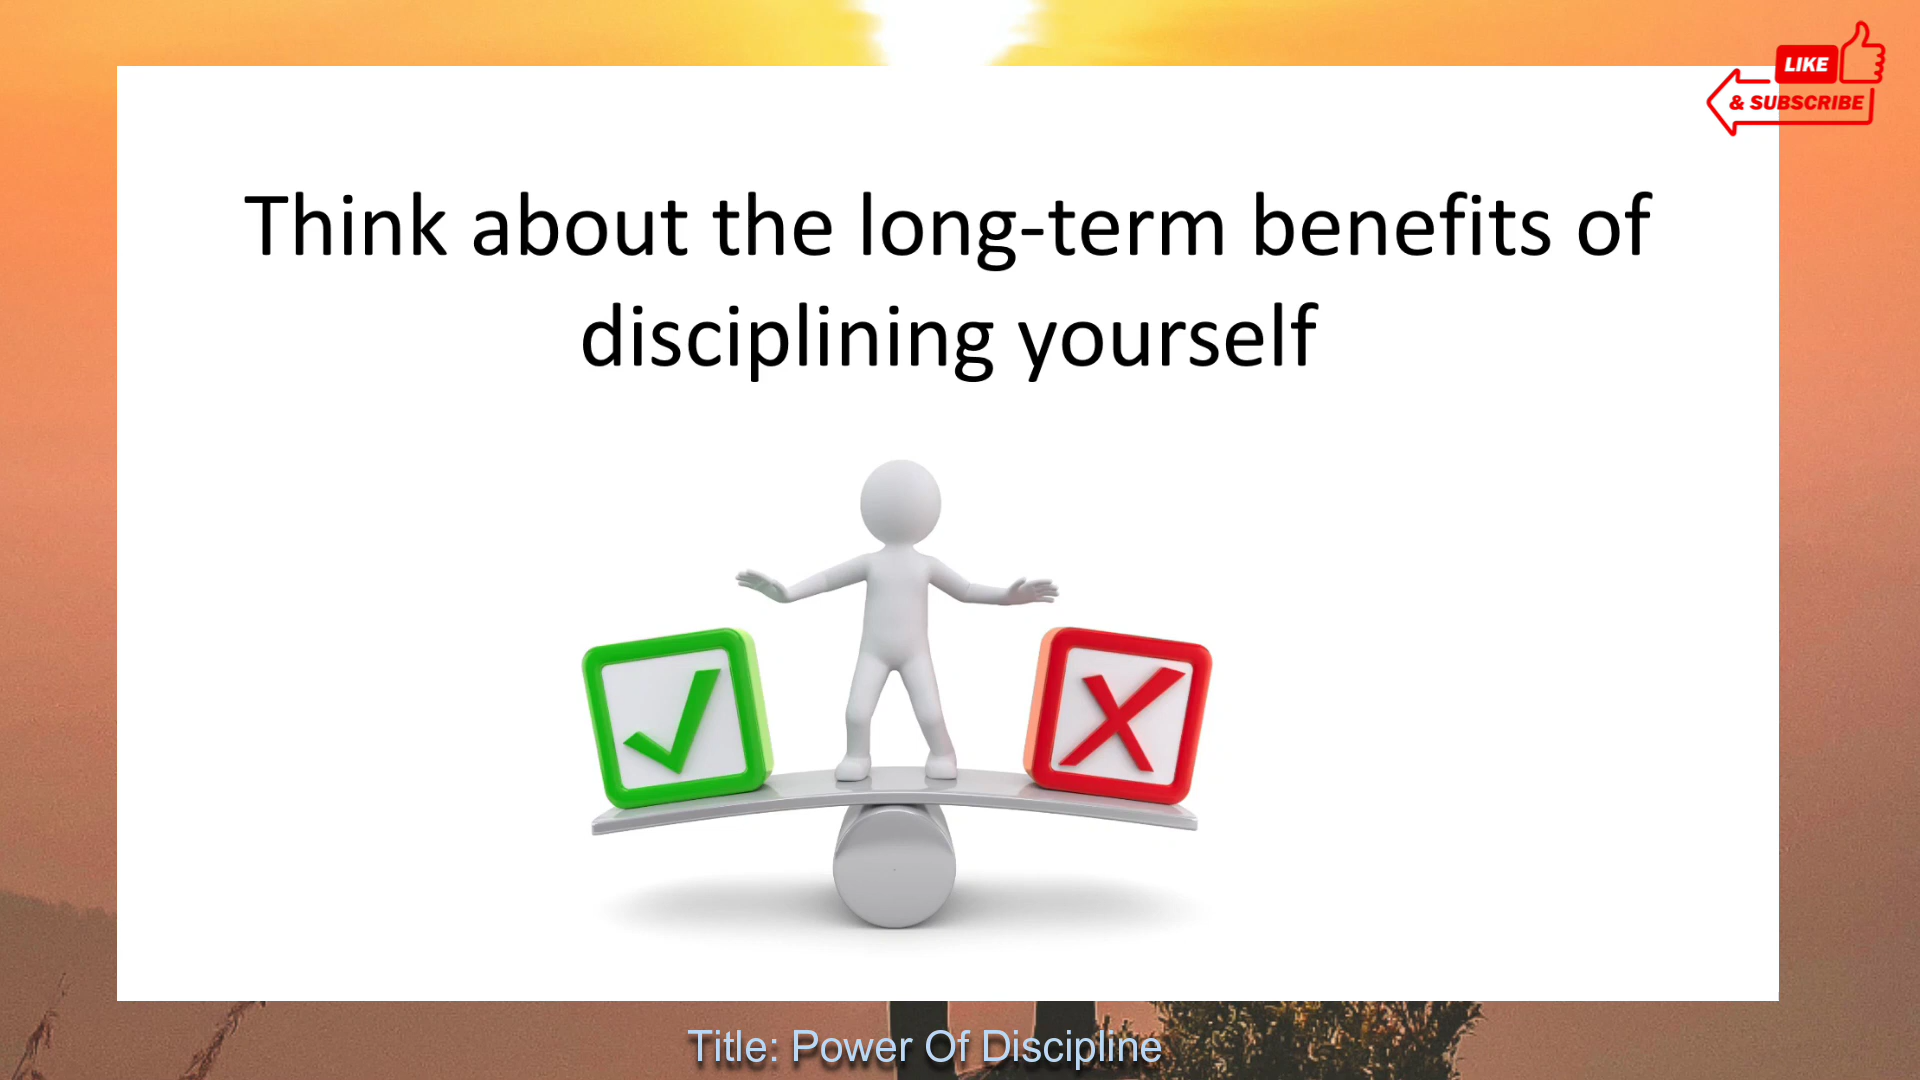 LIKE
& SUBSCRIBE
Think about the long-term benefits of
disciplining yourself
Title: Power Of Discipline